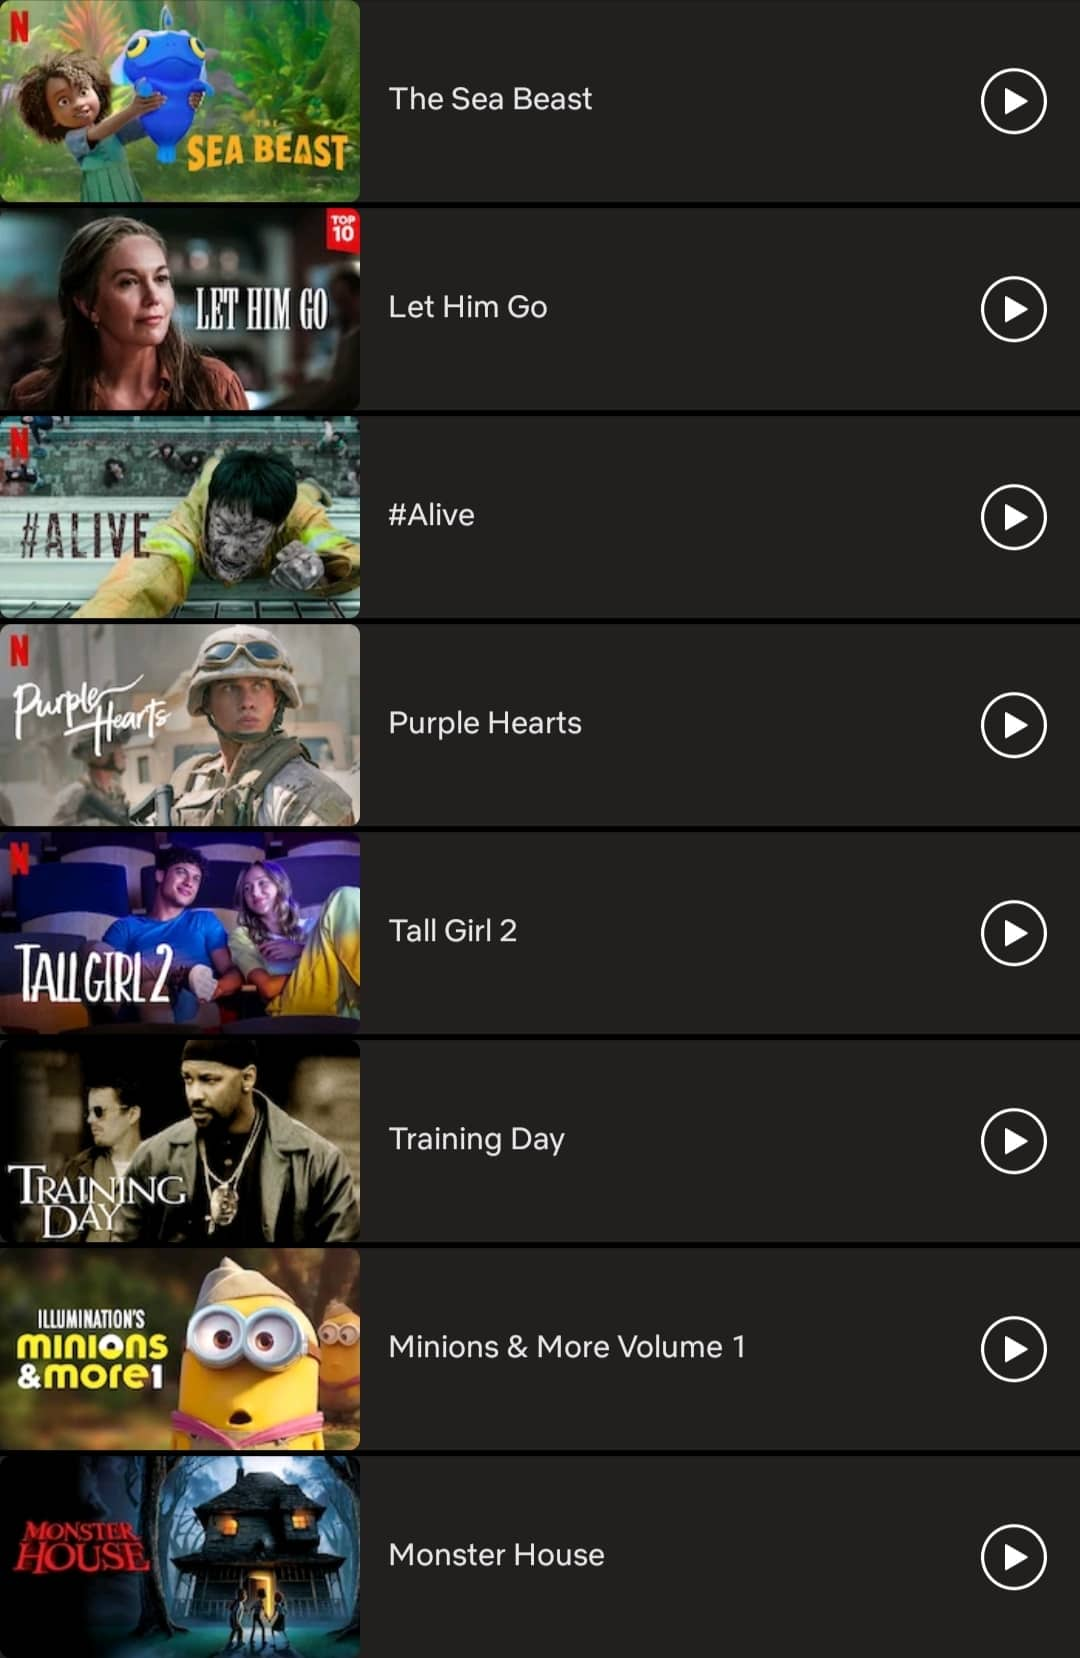 N
THE
SEA BEAST
The Sea Beast
TOP
10
LET HIM GO
Let Him Go
N
#ALIVE
#Alive
N
Purple
Hearts
Purple Hearts
N
TALL GIRL 2
Tall Girl 2
TRAINING
DAY
Training Day
ILLUMINATION'S
minions
&more1
Minions & More Volume 1
MONSTER
HOUSE
Monster House